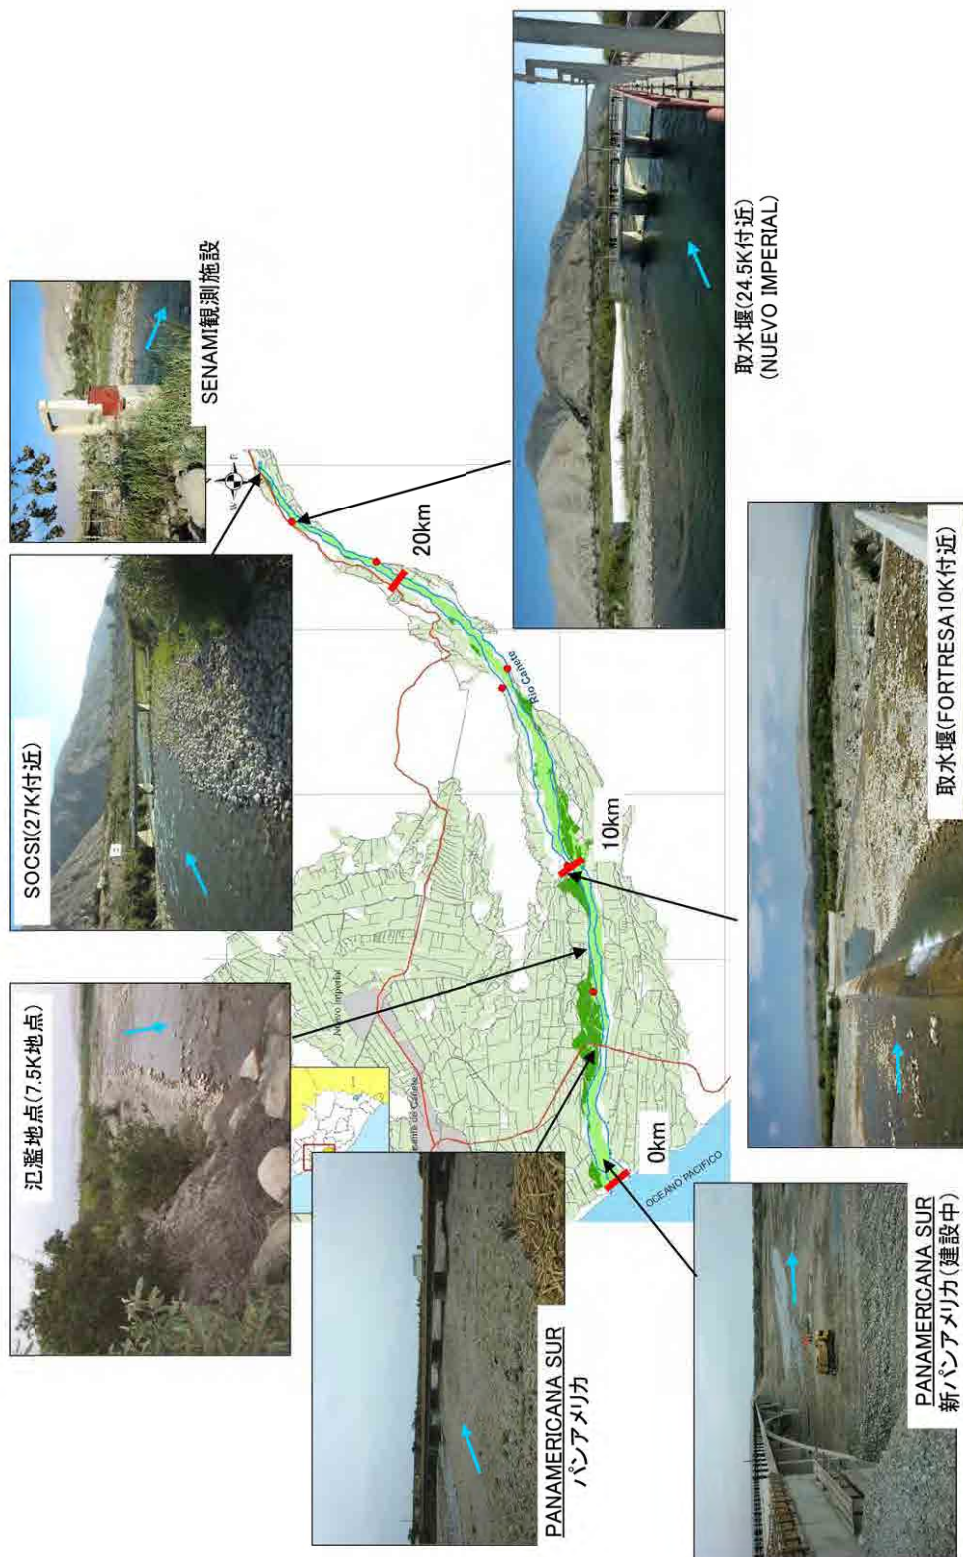 SENAMI観測施設
SOCSI(27K付近)
氾濫地点(7.5K地点)
取水堰(24.5K付近)
(NUEVO IMPERIAL)
N
W
20km
Rio Cañete
10km
0km
Nuevo Imperial
de Cañete
OCEANO PACIFICO
PANAMERICANA SUR
パンアメリカ
PANAMERICANA SUR
新パンアメリカ(建設中)
取水堰(FORTRESA10K付近)